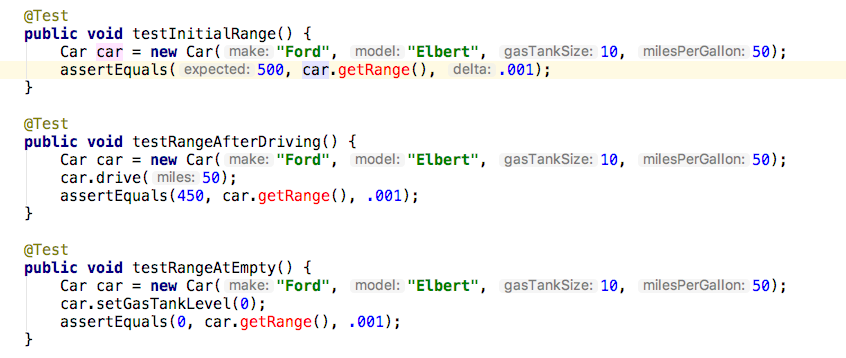 @Test
public void testInitialRange() {
Car car = new Car( make: "Ford", model: "Elbert", gasTankSize: 10, milesPerGallon: 50);
assertEquals( expected: 500, car.getRange(), delta: .001);
}
@Test
public void testRangeAfterDriving() {
Car car = new Car( make: "Ford", model: "Elbert", gasTankSize: 10, milesPerGallon: 50);
car.drive( miles: 50);
assertEquals(450, car.getRange(), .001);
}
@Test
public void testRangeAtEmpty() {
Car car = new Car( make: "Ford", model: "Elbert", gasTankSize: 10, milesPerGallon: 50);
car.setGasTankLevel(0);
assertEquals(0, car.getRange(), .001);
}